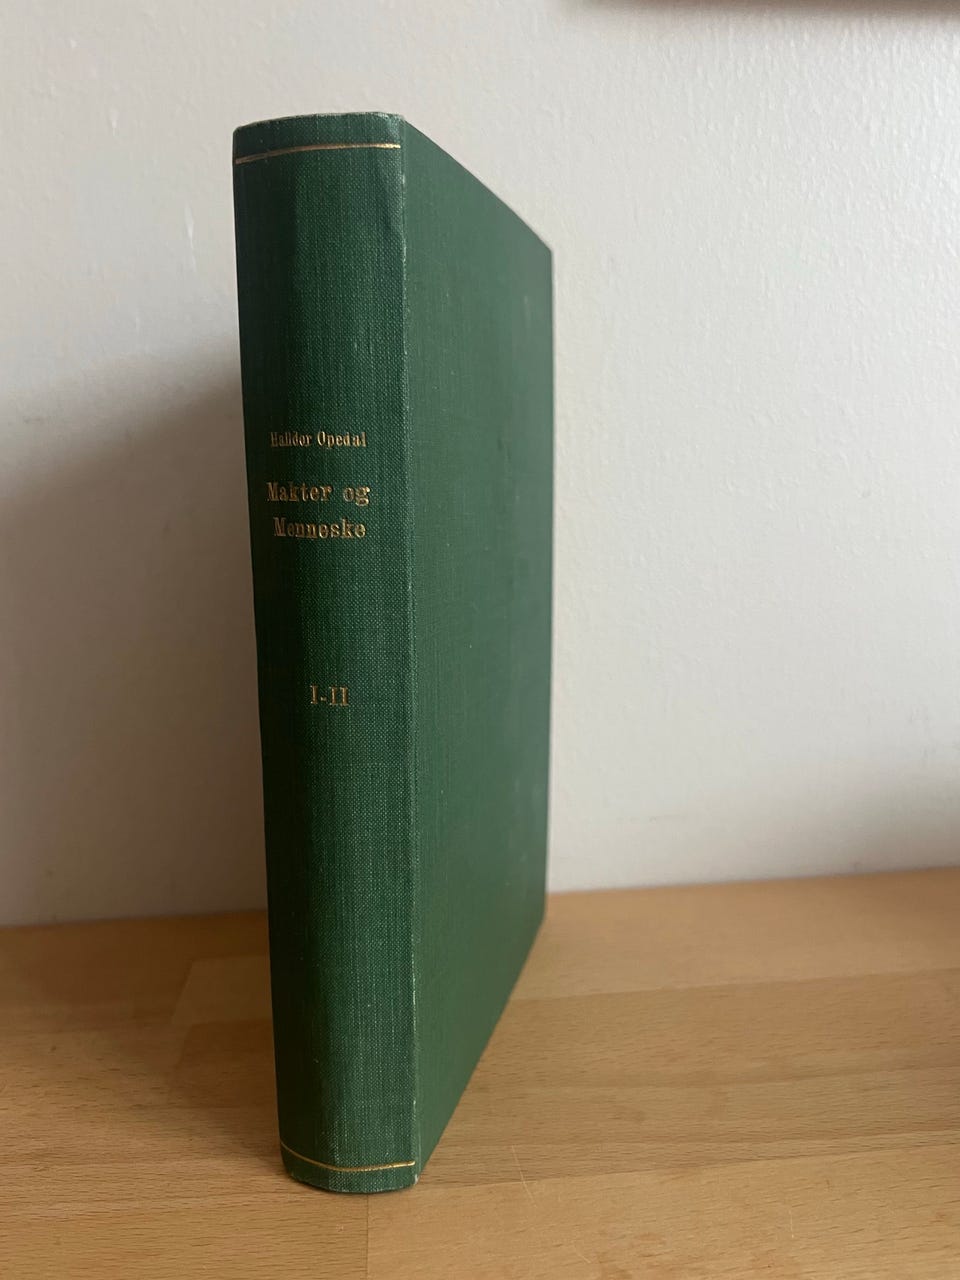 Halldor Opedal
Makter og
Menneske
I-II